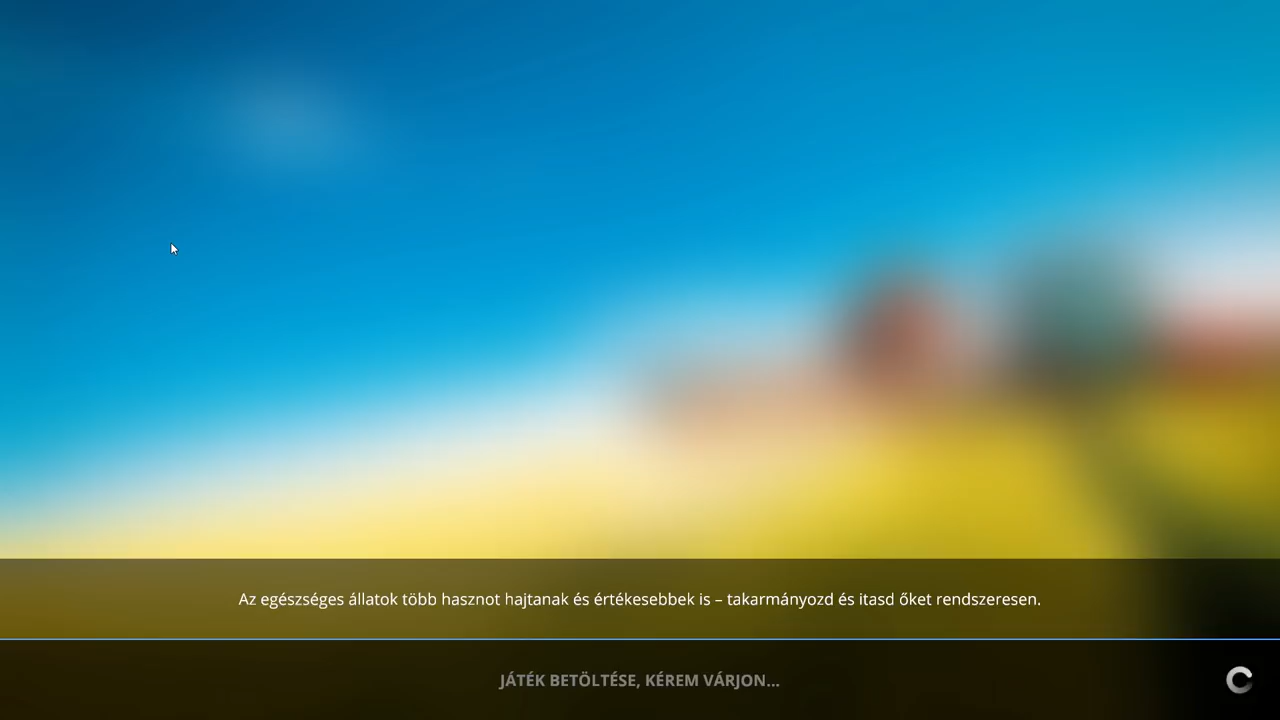 Az egészséges állatok több hasznot hajtanak és értékesebbek is – takarmányozd és itasd őket rendszeresen.
JÁTÉK BETÖLTÉSE, KÉREM VÁRJON...